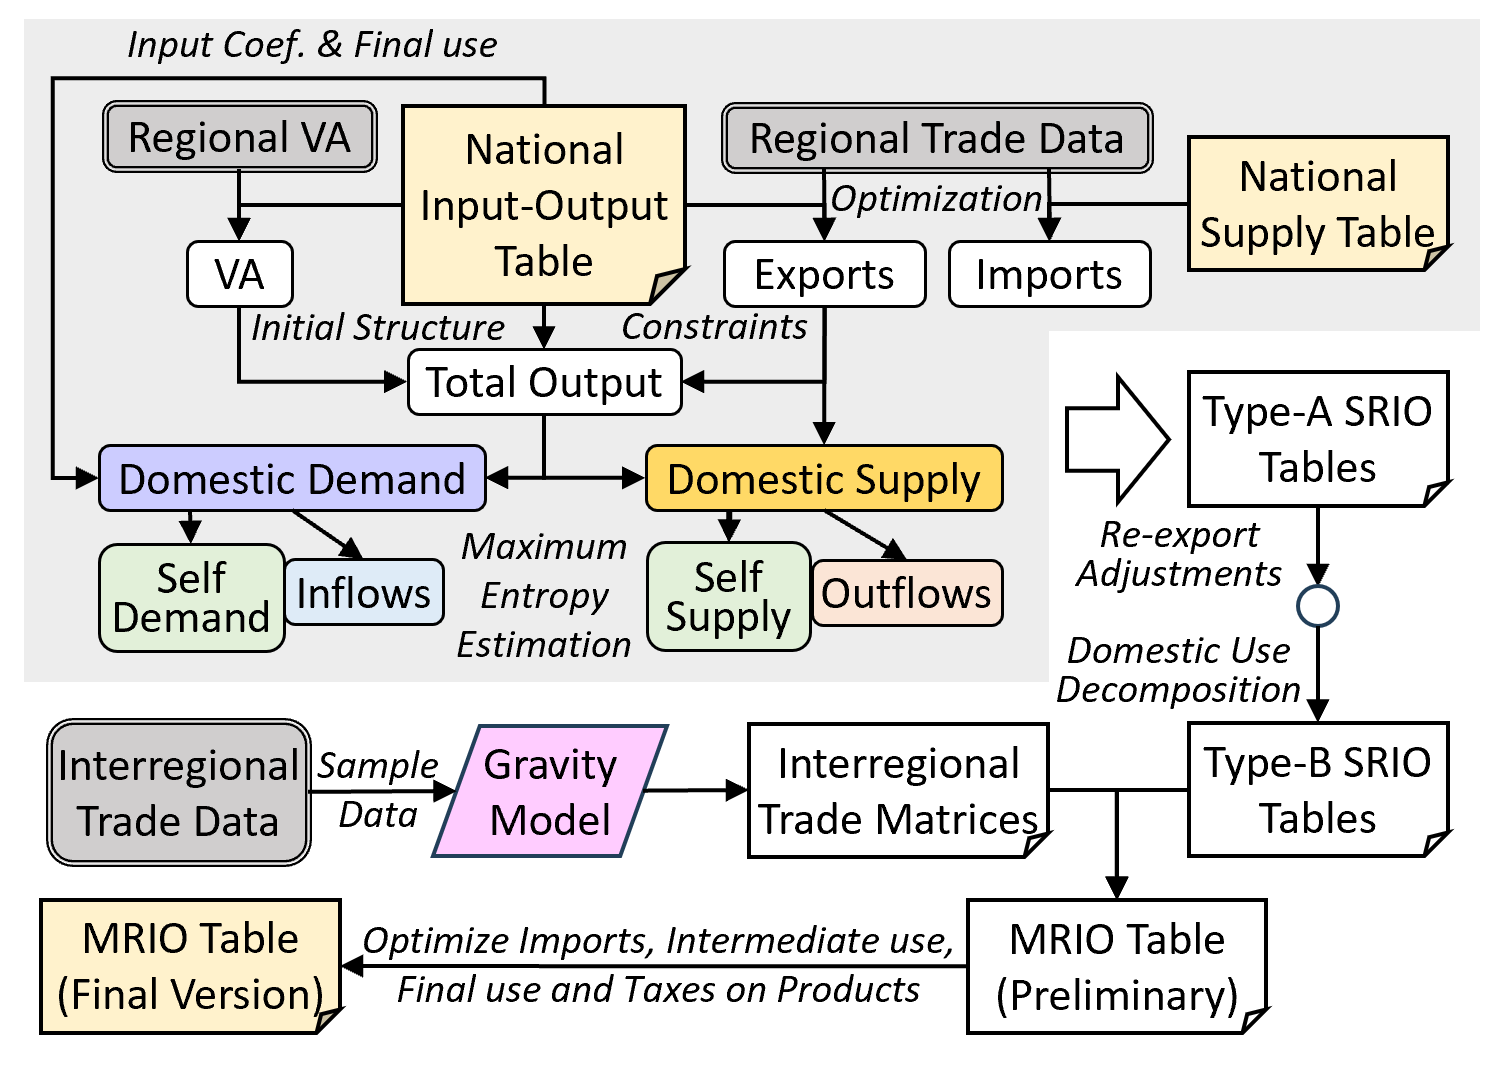 Input Coef. & Final use
Regional VA
National
Input-Output
Table
Regional Trade Data
National
Supply Table
Optimization
VA
Exports
Imports
Initial Structure
Constraints
Total Output
Type-A SRIO
Tables
Domestic Demand
Domestic Supply
Self
Demand
Inflows
Maximum
Entropy
Estimation
Self
Supply
Outflows
Re-export
Adjustments
Domestic Use
Decomposition
Interregional
Trade Data
Sample
Data
Gravity
Model
Interregional
Trade Matrices
Type-B SRIO
Tables
MRIO Table
(Final Version)
Optimize Imports, Intermediate use,
Final use and Taxes on Products
MRIO Table
(Preliminary)